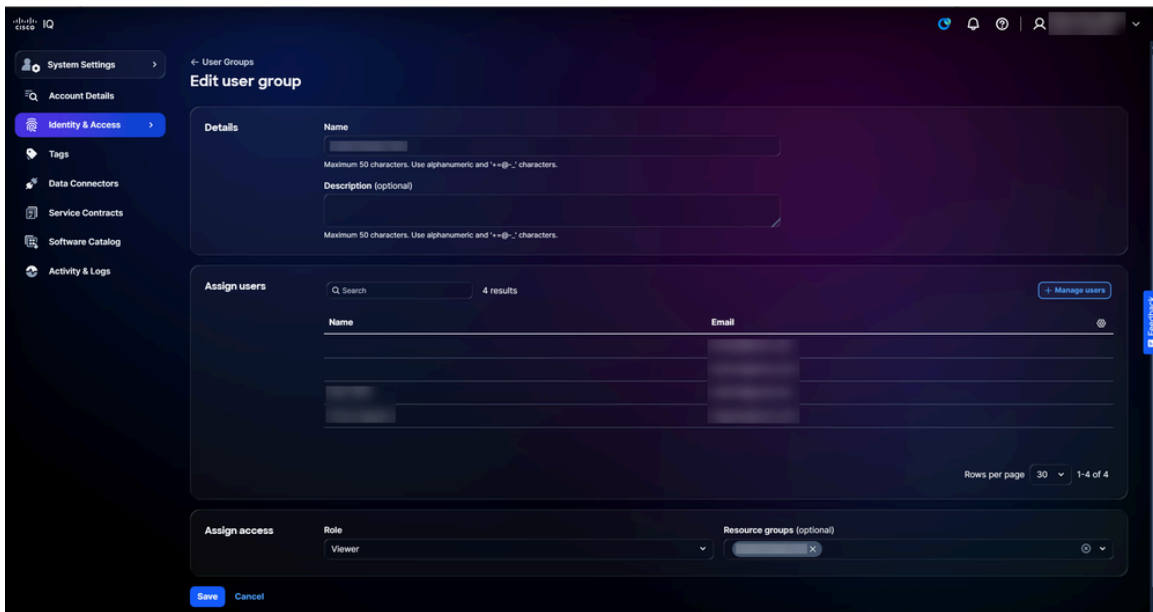 cisco IQ
System Settings
Account Details
Identity & Access
Tags
Data Connectors
Service Contracts
Software Catalog
Activity & Logs
← User Groups
Edit user group
Details
Name
Maximum 50 characters. Use alphanumeric and '+=@-_' characters.
Description (optional)
Maximum 50 characters. Use alphanumeric and '+=@-_' characters.
Assign users
Search
4 results
+ Manage users
Name Email
Rows per page 30 1-4 of 4
Assign access
Role
Viewer
Resource groups (optional)
Save Cancel
Feedback